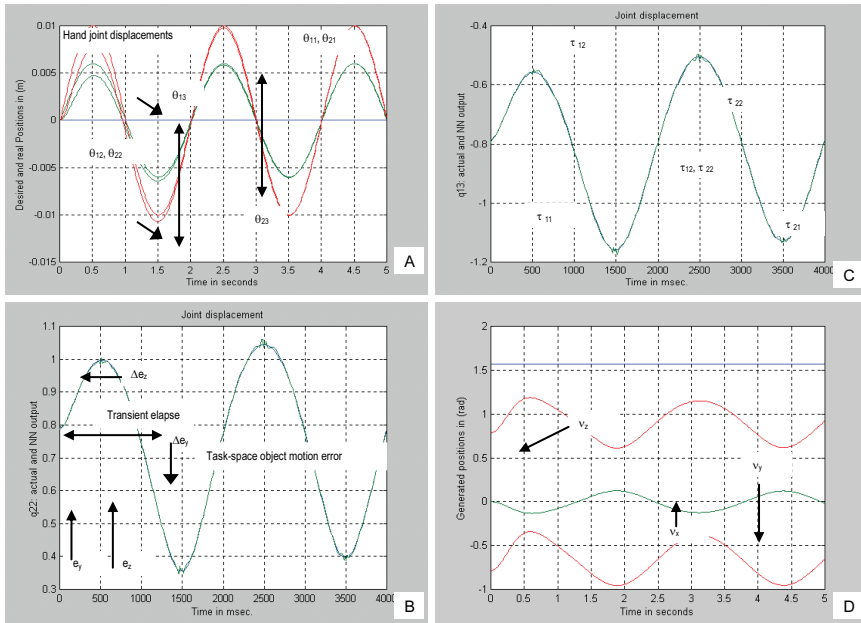 Hand joint displacements
0.01
0.005
0
-0.005
-0.01
-0.015
Desired and real Positions in (m)
θ11, θ21
θ13
θ12, θ22
θ23
0 0.5 1 1.5 2 2.5 3 3.5 4 4.5 5
Time in seconds
A
Joint displacement
-0.4
-0.6
-0.8
-1
-1.2
q13: actual and NN output
τ 12
τ 22
τ12, τ 22
τ 11
τ 21
0 500 1000 1500 2000 2500 3000 3500 4000
Time in msec.
C
Joint displacement
1.1
1
0.9
0.8
0.7
0.6
0.5
0.4
0.3
q22: actual and NN output
Δez
Transient elapse
Δey
Task-space object motion error
ey
ez
0 500 1000 1500 2000 2500 3000 3500 4000
Time in msec.
B
2
1.5
1
0.5
0
-0.5
-1
Generated positions in (rad)
νz
νy
νx
0 0.5 1 1.5 2 2.5 3 3.5 4 4.5 5
Time in seconds
D